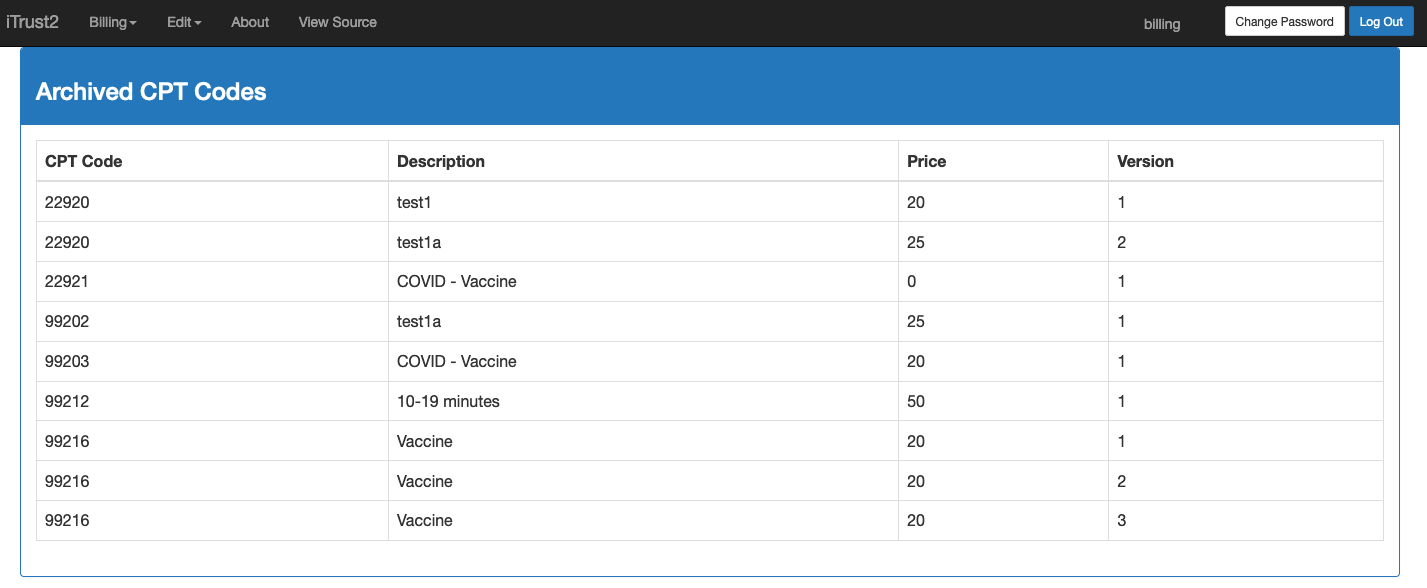 iTrust2 Billing Edit About View Source billing Change Password Log Out
Archived CPT Codes
CPT Code Description Price Version
22920 test1 20 1
22920 test1a 25 2
22921 COVID - Vaccine 0 1
99202 test1a 25 1
99203 COVID - Vaccine 20 1
99212 10-19 minutes 50 1
99216 Vaccine 20 1
99216 Vaccine 20 2
99216 Vaccine 20 3